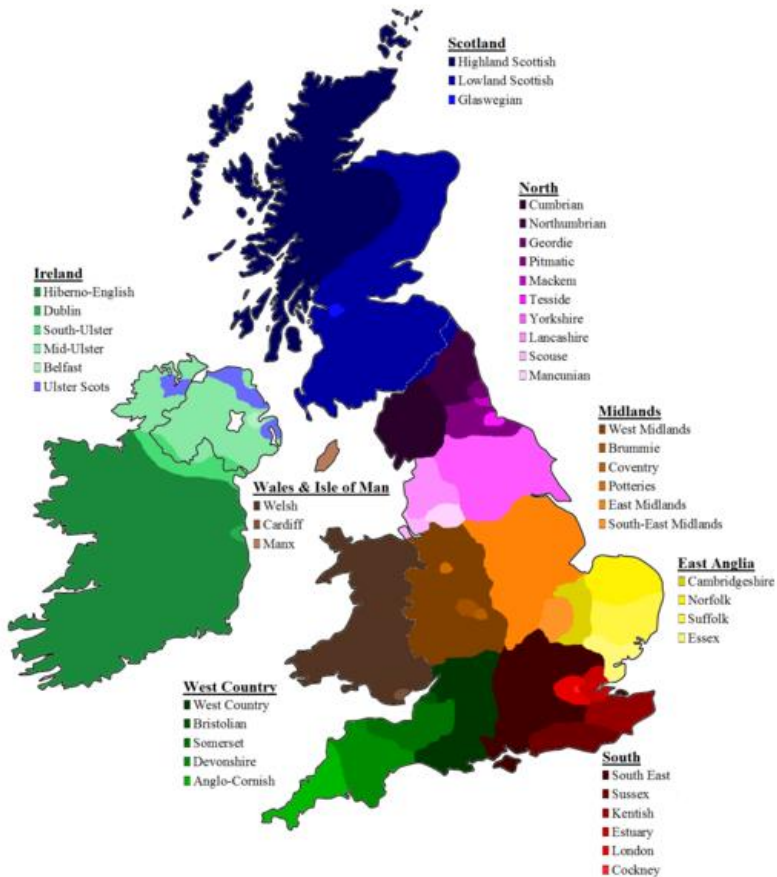 Scotland
Highland Scottish
Lowland Scottish
Glaswegian
North
Cumbrian
Northumbrian
Geordie
Pitmatic
Mackem
Tesside
Yorkshire
Lancashire
Scouse
Mancunian
Ireland
Hiberno-English
Dublin
South-Ulster
Mid-Ulster
Belfast
Ulster Scots
Midlands
West Midlands
Brummie
Coventry
Potteries
East Midlands
South-East Midlands
Wales & Isle of Man
Welsh
Cardiff
Manx
East Anglia
Cambridgeshire
Norfolk
Suffolk
Essex
West Country
West Country
Bristolian
Somerset
Devonshire
Anglo-Cornish
South
South East
Sussex
Kentish
Estuary
London
Cockney